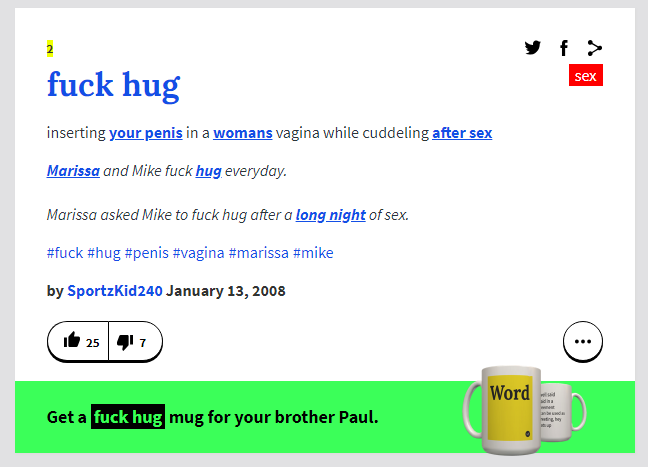 2
fuck hug
sex
inserting your penis in a womans vagina while cuddeling after sex
Marissa and Mike fuck hug everyday.
Marissa asked Mike to fuck hug after a long night of sex.
#fuck #hug #penis #vagina #marissa #mike
by SportzKid240 January 13, 2008
25
7
Get a fuck hug mug for your brother Paul.
Word